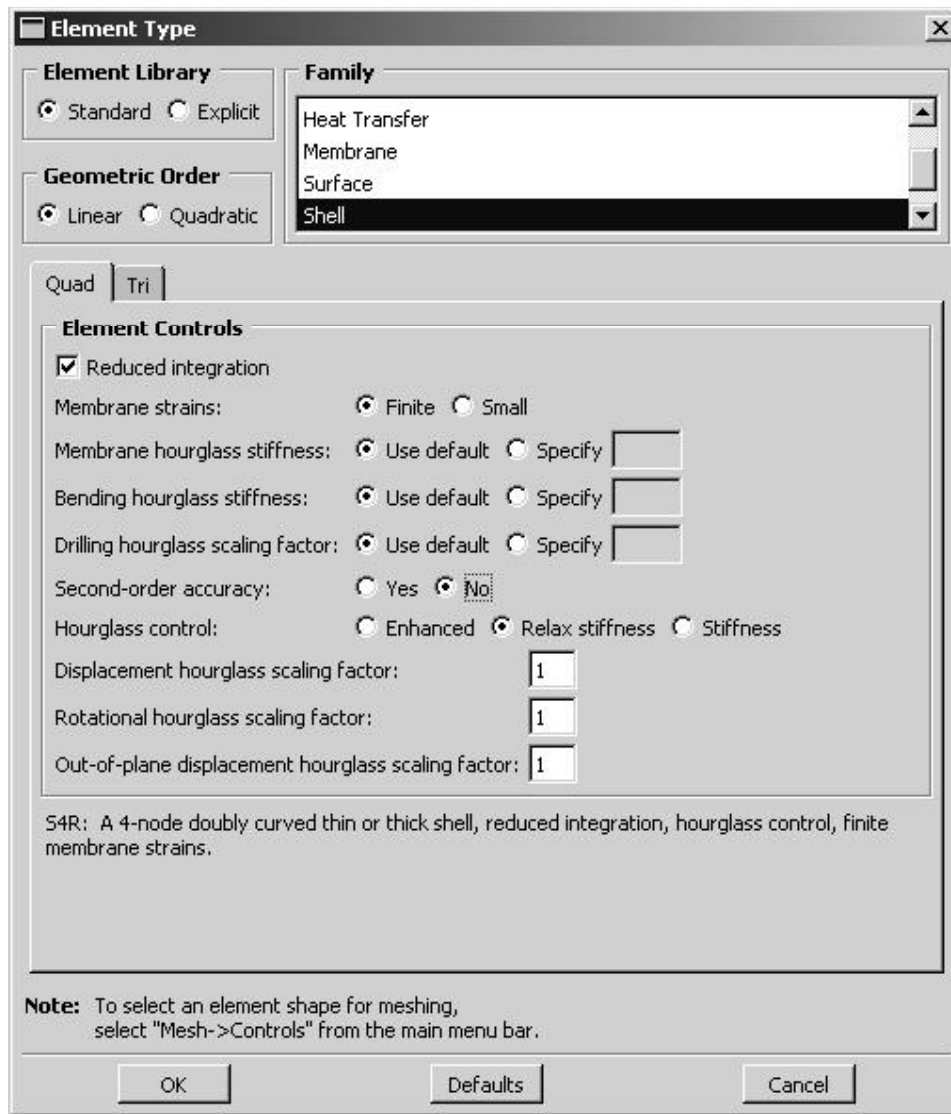 Element Type
Element Library
Standard Explicit
Family
Heat Transfer
Membrane
Surface
Shell
Geometric Order
Linear Quadratic
Quad Tri
Element Controls
Reduced integration
Membrane strains: Finite Small
Membrane hourglass stiffness: Use default Specify
Bending hourglass stiffness: Use default Specify
Drilling hourglass scaling factor: Use default Specify
Second-order accuracy: Yes No
Hourglass control: Enhanced Relax stiffness Stiffness
Displacement hourglass scaling factor: 1
Rotational hourglass scaling factor: 1
Out-of-plane displacement hourglass scaling factor: 1
S4R: A 4-node doubly curved thin or thick shell, reduced integration, hourglass control, finite
membrane strains.
Note: To select an element shape for meshing,
select "Mesh->Controls" from the main menu bar.
OK Defaults Cancel